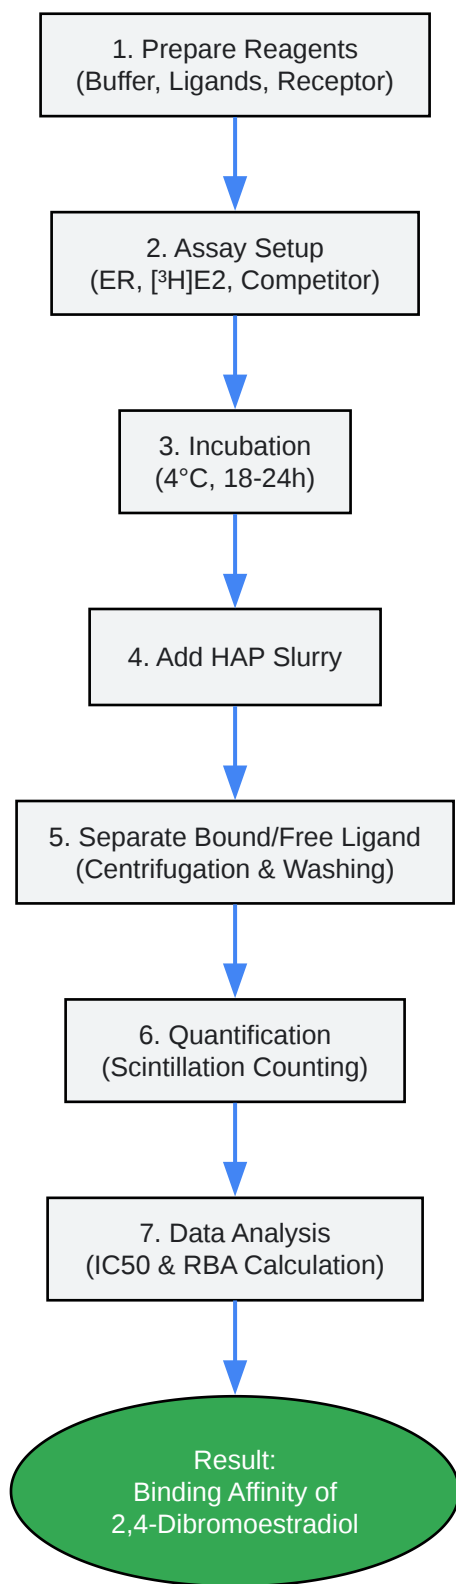 1. Prepare Reagents
(Buffer, Ligands, Receptor)
2. Assay Setup
(ER, [³H]E2, Competitor)
3. Incubation
(4°C, 18-24h)
4. Add HAP Slurry
5. Separate Bound/Free Ligand
(Centrifugation & Washing)
6. Quantification
(Scintillation Counting)
7. Data Analysis
(IC50 & RBA Calculation)
Result:
Binding Affinity of
2,4-Dibromoestradiol